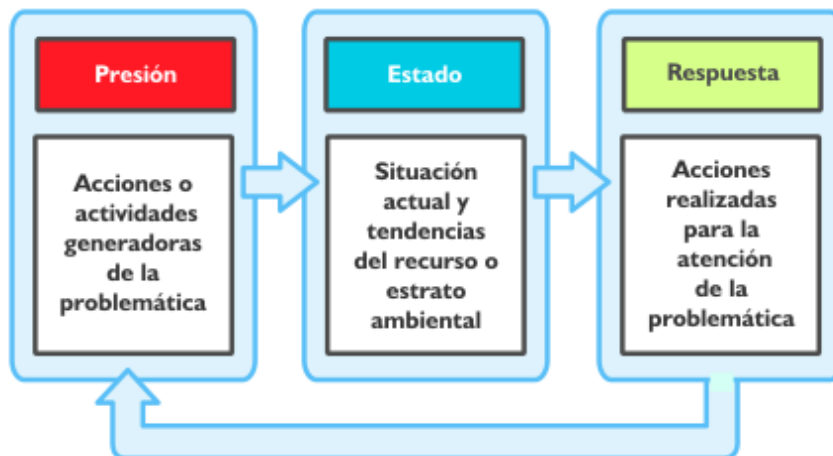 Presión
Acciones o
actividades
generadoras
de la
problemática
Estado
Situación
actual y
tendencias
del recurso o
estrato
ambiental
Respuesta
Acciones
realizadas
para la
atención
de la
problemática